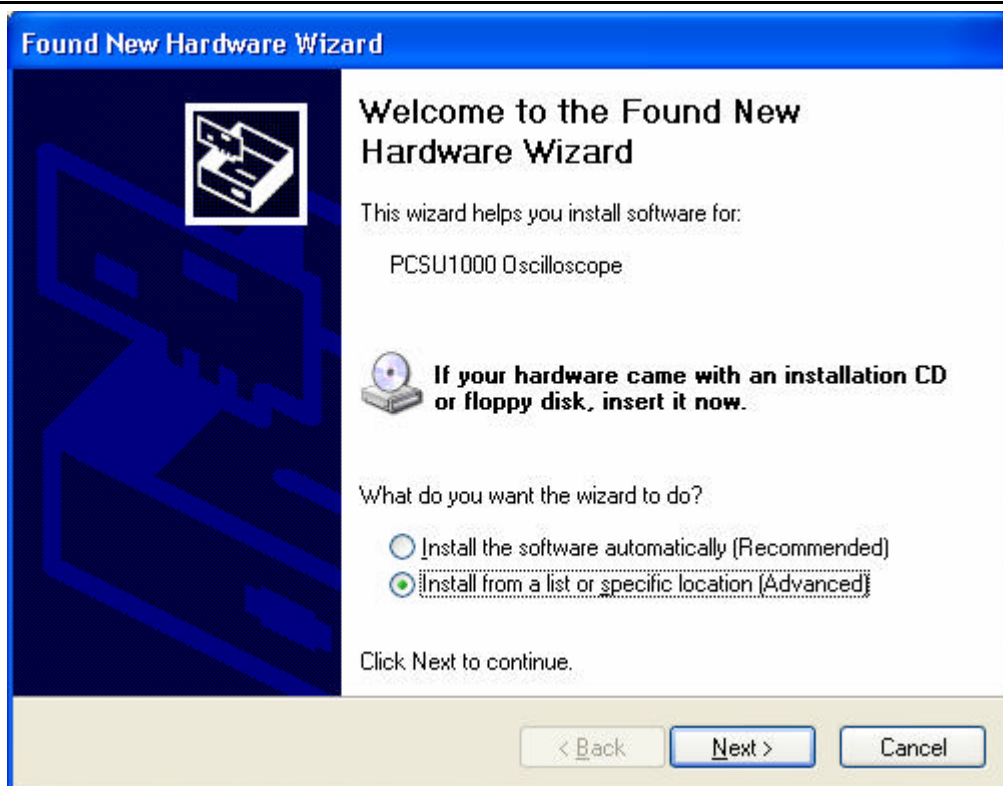 Found New Hardware Wizard
Welcome to the Found New
Hardware Wizard
This wizard helps you install software for:
PCSU1000 Oscilloscope
If your hardware came with an installation CD
or floppy disk, insert it now.
What do you want the wizard to do?
Install the software automatically (Recommended)
Install from a list or specific location (Advanced)
Click Next to continue.
< Back
Next >
Cancel